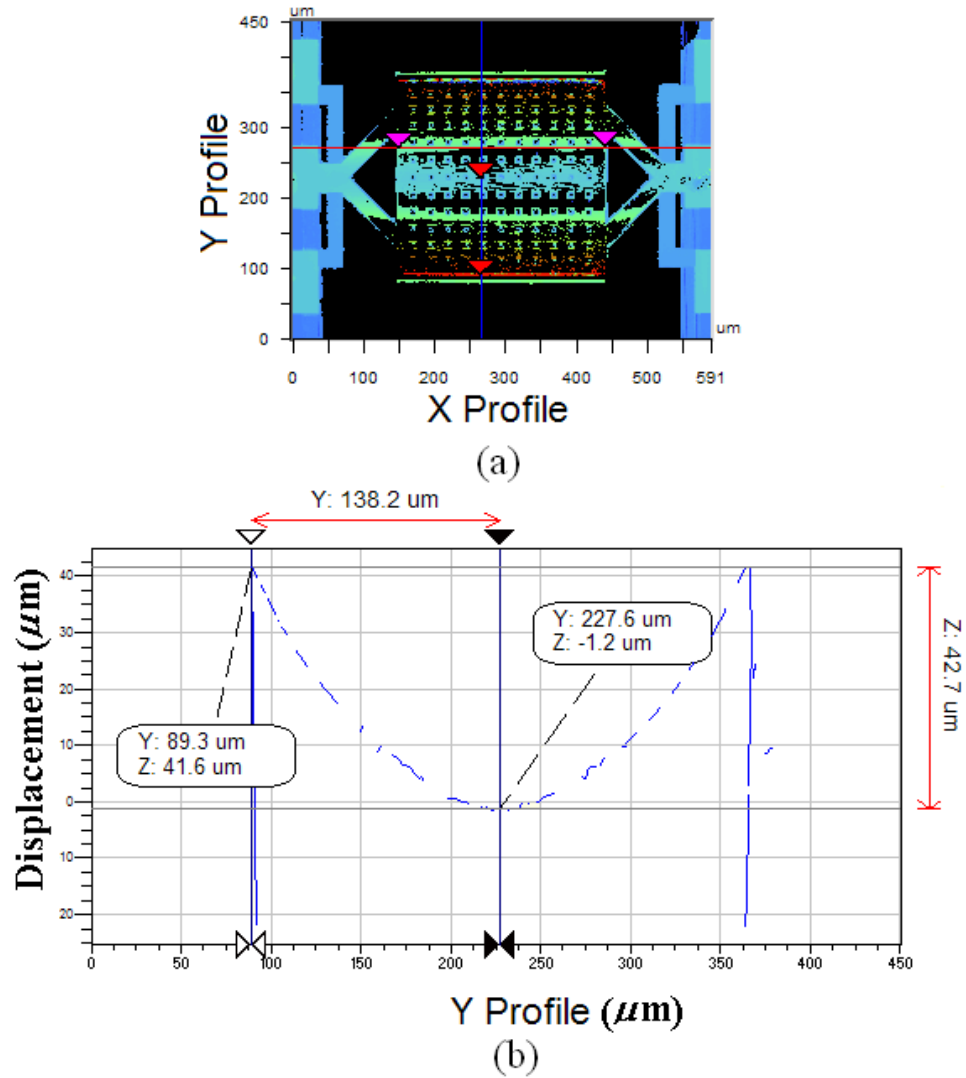 um
450
300
200
100
0
Y Profile
um
0 100 200 300 400 500 591
X Profile
(a)
Y: 138.2 um
40
30
20
10
0
10
20
Displacement (μm)
Y: 227.6 um
Z: -1.2 um
Y: 89.3 um
Z: 41.6 um
Z: 42.7 um
0 50 100 150 200 250 300 350 400 450
Y Profile (μm)
(b)